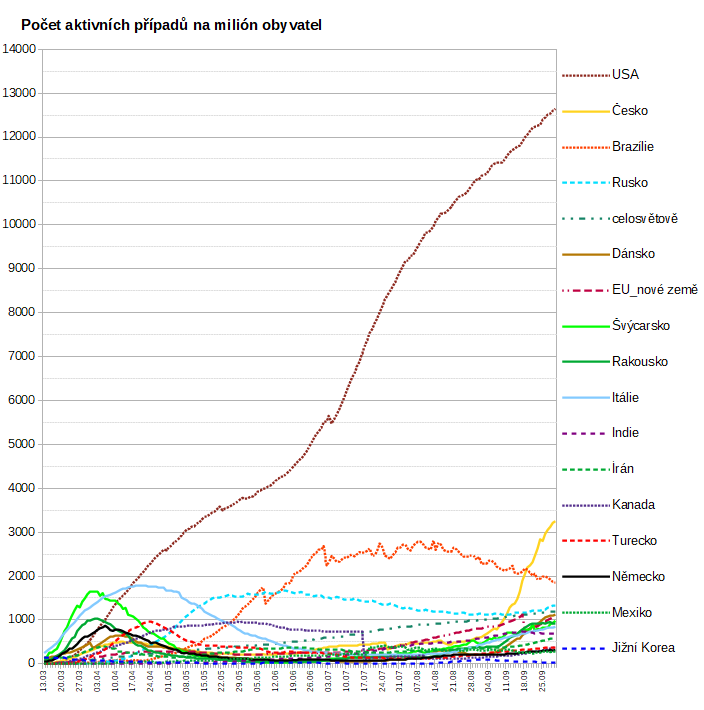 Počet aktivních případů na milión obyvatel
14000
13000
12000
11000
10000
9000
8000
7000
6000
5000
4000
3000
2000
1000
0
13.03
20.03
27.03
03.04
10.04
17.04
24.04
01.05
08.05
15.05
22.05
29.05
05.06
12.06
19.06
26.06
03.07
10.07
17.07
24.07
31.07
07.08
14.08
21.08
28.08
04.09
11.09
18.09
25.09
USA
Česko
Brazílie
Rusko
celosvětově
Dánsko
EU_nové země
Švýcarsko
Rakousko
Itálie
Indie
Írán
Kanada
Turecko
Německo
Mexiko
Jižní Korea